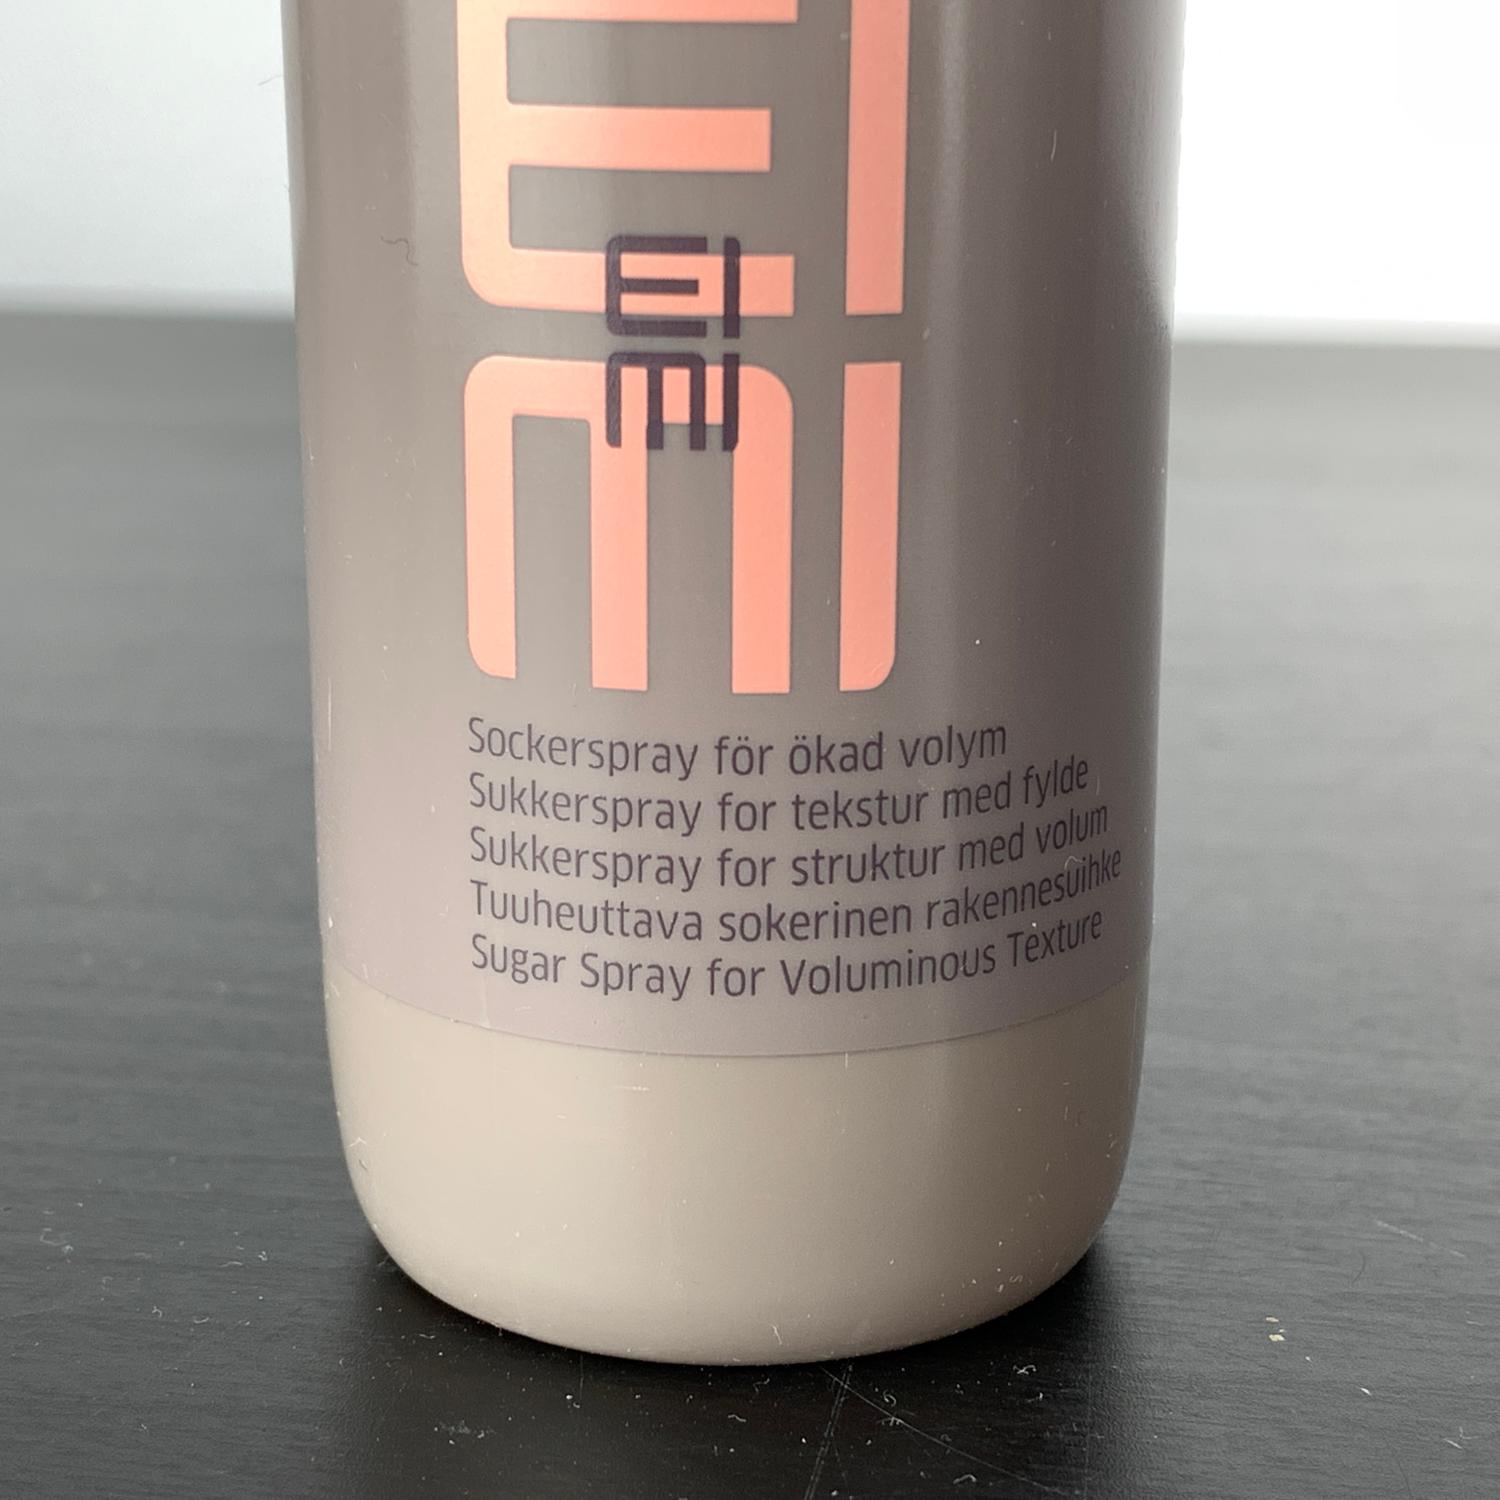 EIMI
Sockerspray för ökad volym
Sukkerspray for tekstur med fylde
Sukkerspray for struktur med volum
Tuuheuttava sokerinen rakennesuihke
Sugar Spray for Voluminous Texture